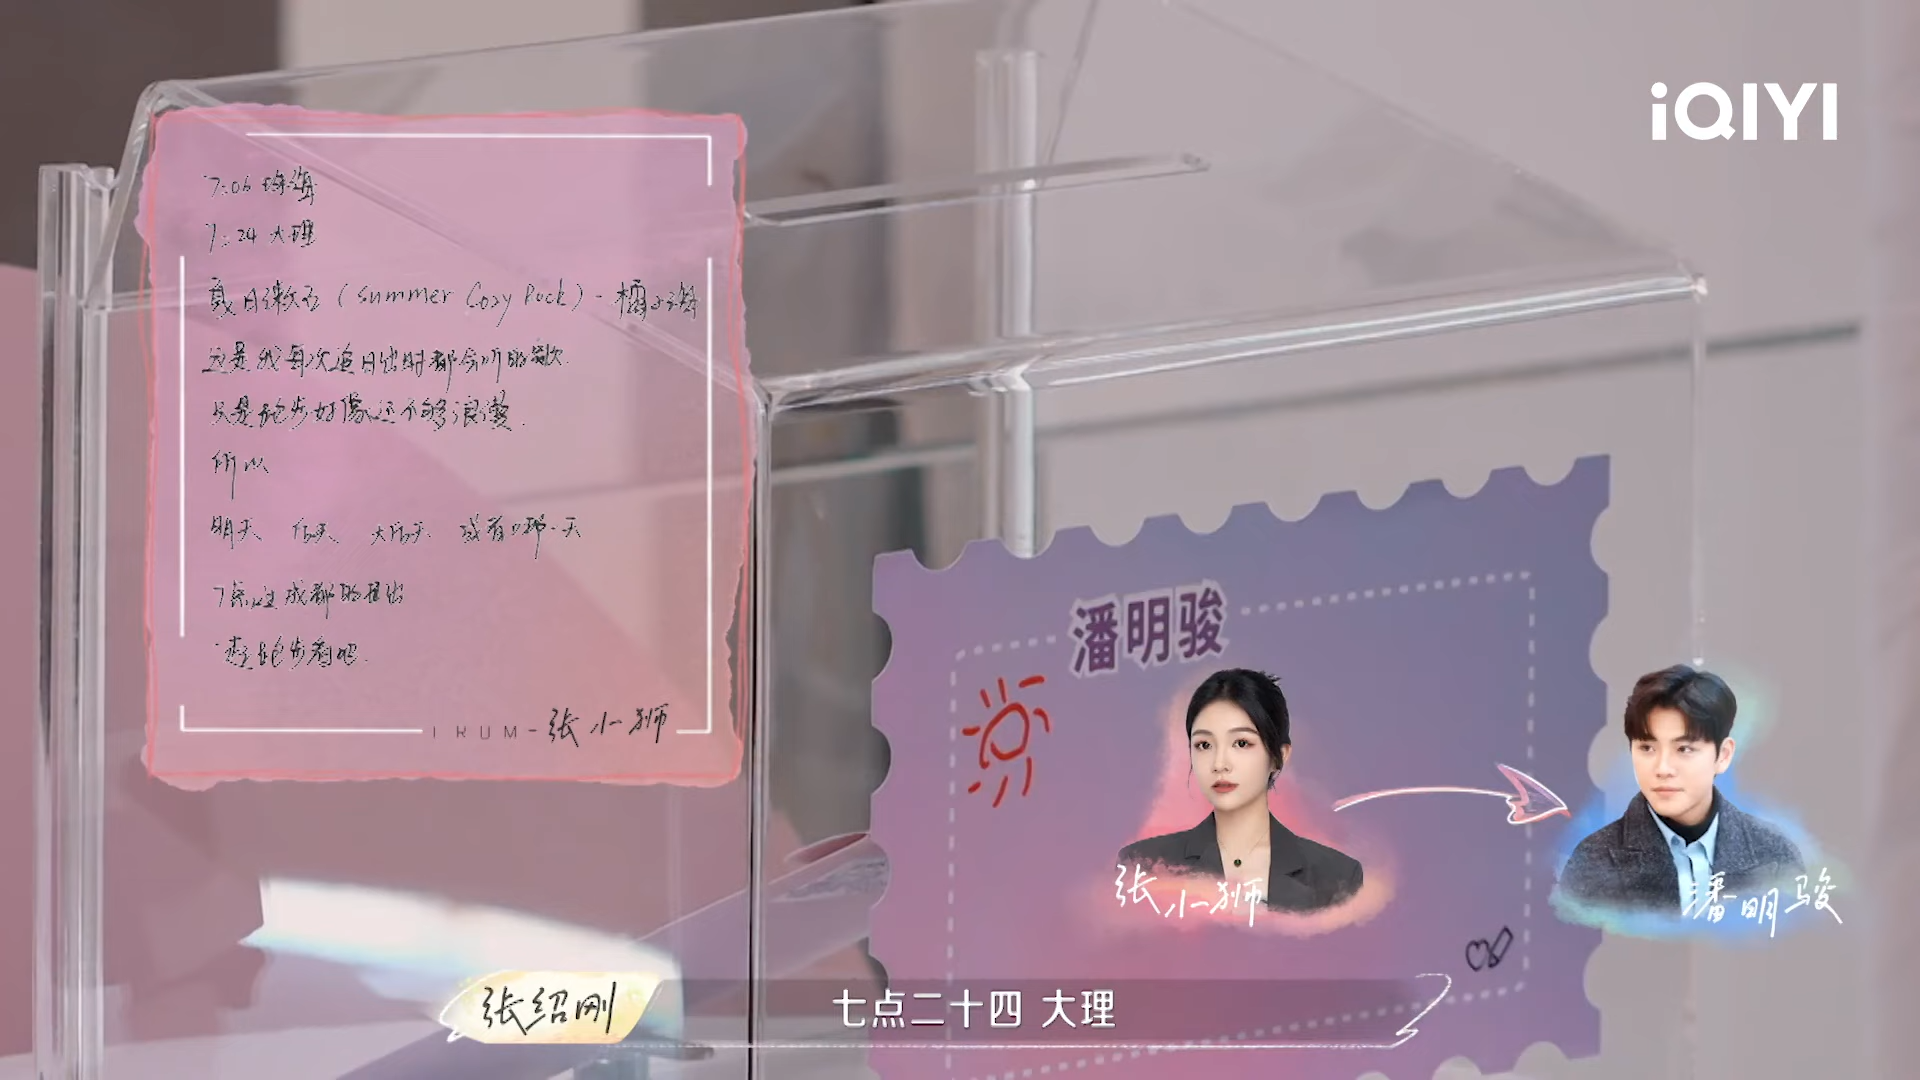 iQIYI
7:06 珠海
7:24 大理
夏日漱石 (Summer Cozy Rock) - 橘子海
这是我每次追日出时都会听的歌.
只是跑步好像还不够浪漫.
所以
明天 后天 大后天 或者哪一天
7点过成都的日出
一起跑步看吧.
I RUM-张小狮
潘明骏
张小狮
潘明骏
张绍刚
七点二十四 大理